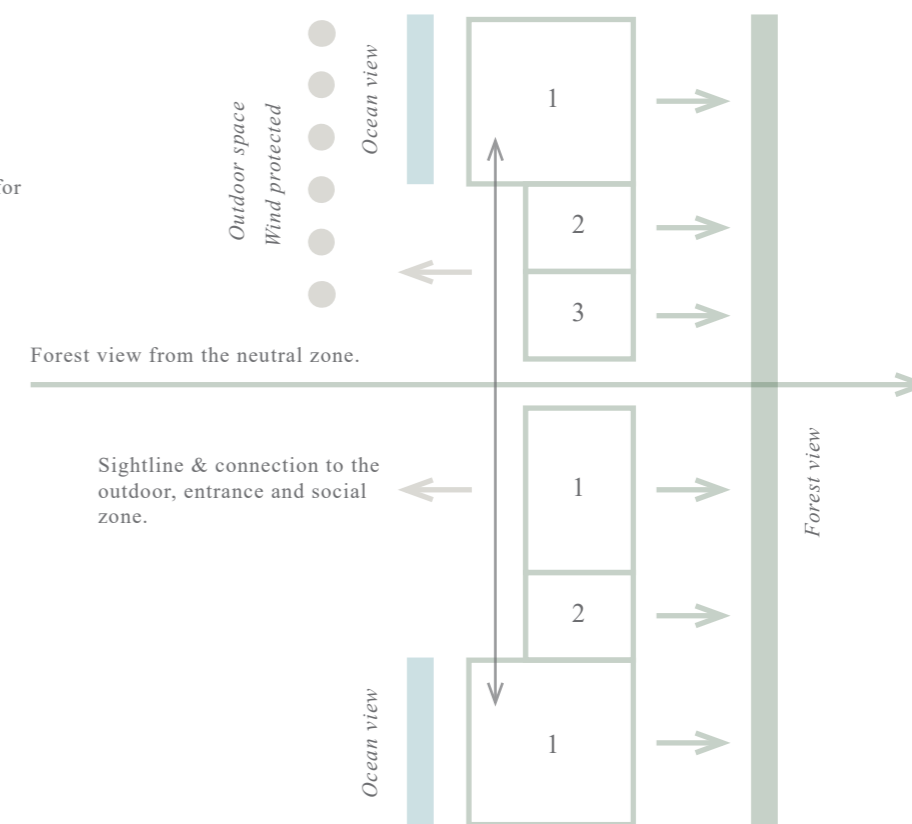 Outdoor space
Wind protected
Ocean view
1
for
2
3
Forest view from the neutral zone.
Sightline & connection to the
outdoor, entrance and social
zone.
1
Forest view
2
Ocean view
1